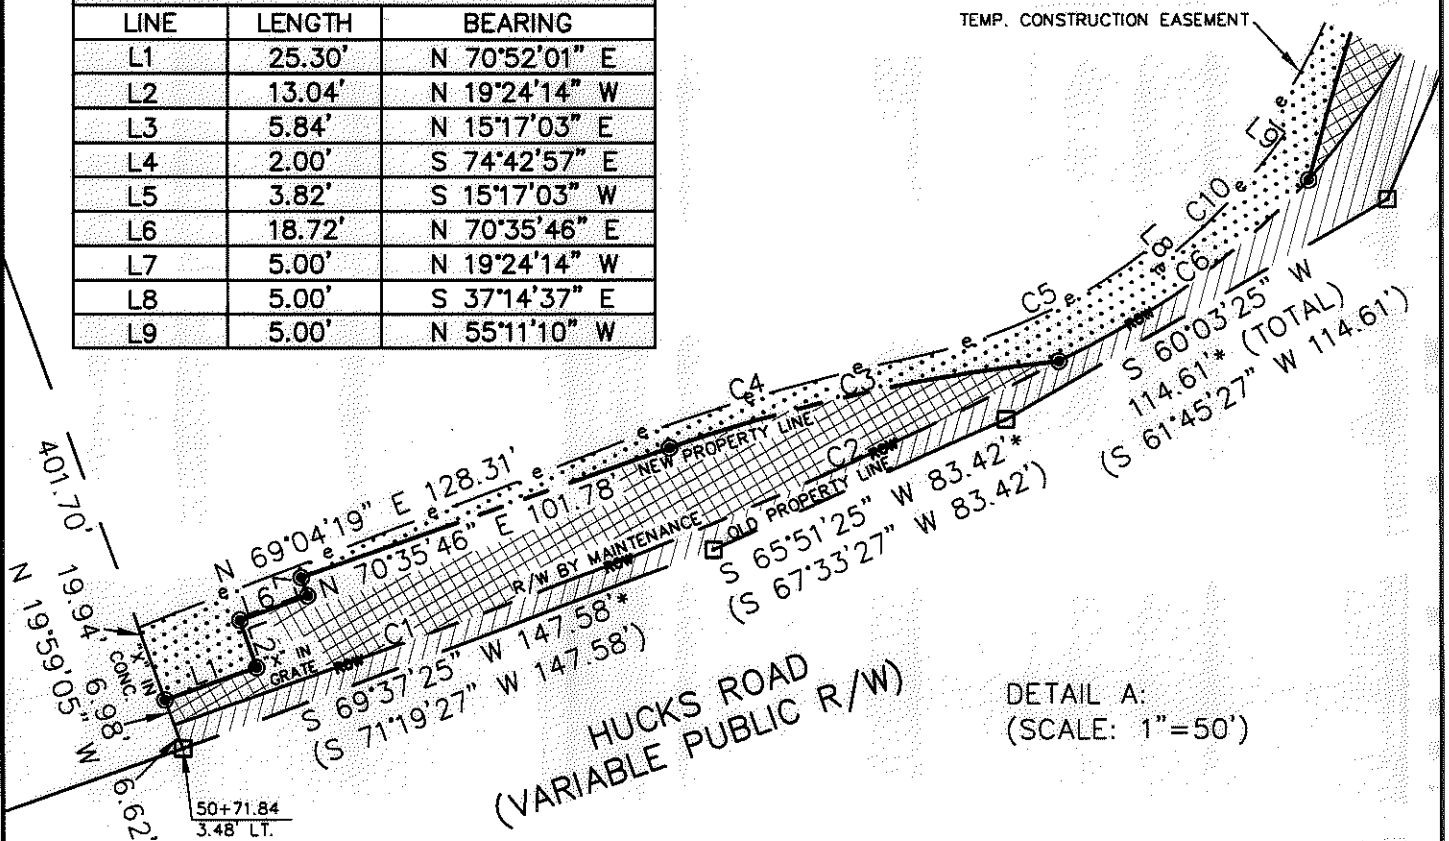 LINE LENGTH BEARING
L1 25.30' N 70°52'01" E
L2 13.04' N 19°24'14" W
L3 5.84' N 15°17'03" E
L4 2.00' S 74°42'57" E
L5 3.82' S 15°17'03" W
L6 18.72' N 70°35'46" E
L7 5.00' N 19°24'14" W
L8 5.00' S 37°14'37" E
L9 5.00' N 55°11'10" W
TEMP. CONSTRUCTION EASEMENT
L9
C10
L8
C6
C5
ROW
C4
C3
NEW PROPERTY LINE
C2
ROW
OLD PROPERTY LINE
S 60°03'25" W
114.61'* (TOTAL)
(S 61°45'27" W 114.61')
S 65°51'25" W 83.42'*
(S 67°33'27" W 83.42')
N 69°04'19" E 128.31'
N 70°35'46" E 101.78'
R/W BY MAINTENANCE
ROW
401.70'
N 19°59'05" W
19.94'
6.98'
6.62'
"X" IN
CONC
L1
"X" IN
GRATE
ROW
C1
S 69°37'25" W 147.58'*
(S 71°19'27" W 147.58')
HUCKS ROAD
(VARIABLE PUBLIC R/W)
DETAIL A:
(SCALE: 1"=50')
50+71.84
3.48' LT.